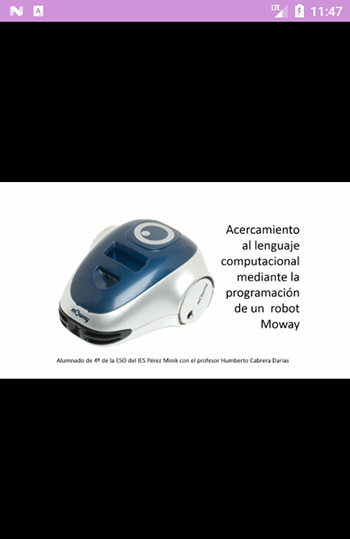 LTE
11:47
A
Acercamiento
al lenguaje
computacional
mediante la
programación
de un robot
Moway
Alumnado de 4º de la ESO del IES Pérez Minik con el profesor Humberto Cabrera Darias